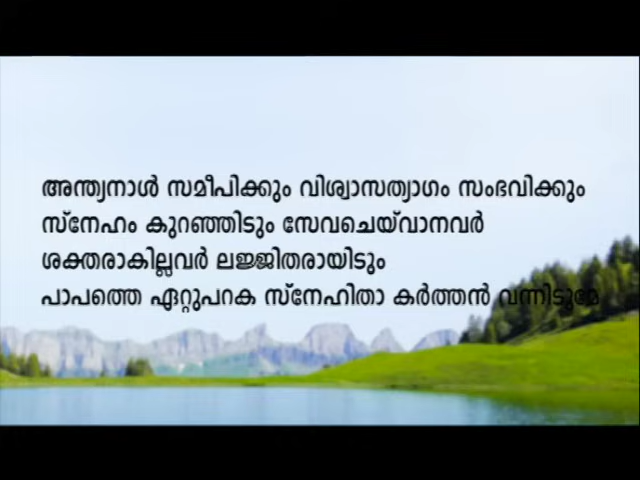 അന്ത്യനാൾ സമീപിക്കും വിശ്വാസത്യാഗം സംഭവിക്കും
സ്നേഹം കുറഞ്ഞിടും സേവചെയ്‌വാനവർ
ശക്തരാകില്ലവർ ലജ്ജിതരായിടും
പാപത്തെ ഏറ്റുപറക സ്നേഹിതാ കർത്തൻ വന്നിടുമേ